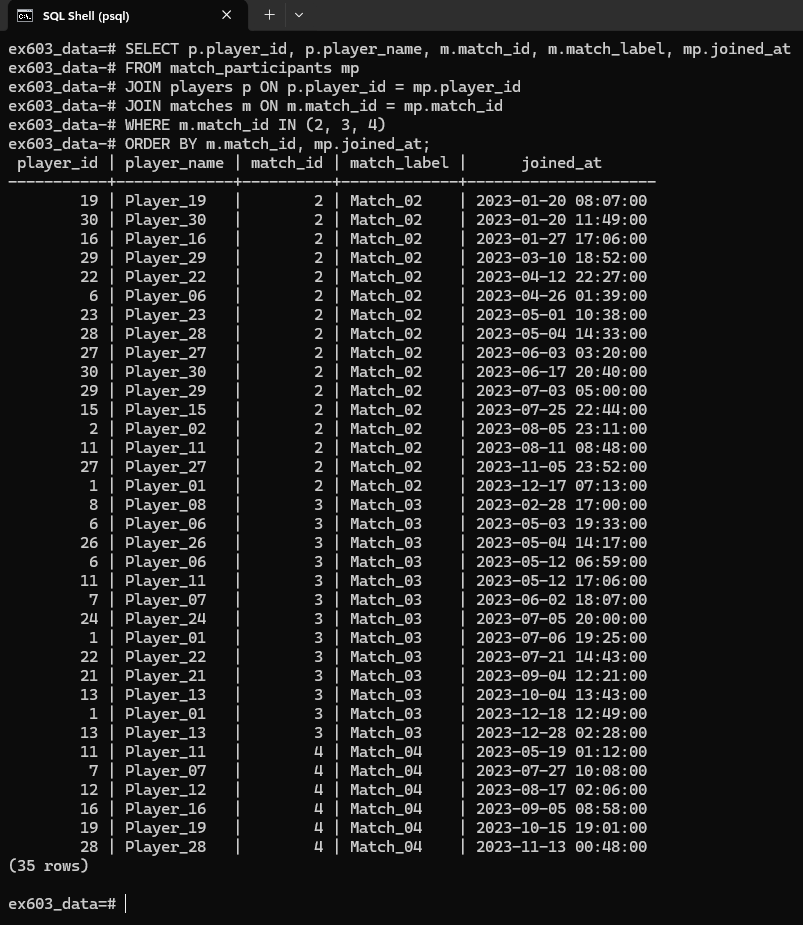 SQL Shell (psql)
ex603_data=# SELECT p.player_id, p.player_name, m.match_id, m.match_label, mp.joined_at
ex603_data-# FROM match_participants mp
ex603_data-# JOIN players p ON p.player_id = mp.player_id
ex603_data-# JOIN matches m ON m.match_id = mp.match_id
ex603_data-# WHERE m.match_id IN (2, 3, 4)
ex603_data-# ORDER BY m.match_id, mp.joined_at;
 player_id | player_name | match_id | match_label |      joined_at
-----------+-------------+----------+-------------+---------------------
        19 | Player_19   |        2 | Match_02    | 2023-01-20 08:07:00
        30 | Player_30   |        2 | Match_02    | 2023-01-20 11:49:00
        16 | Player_16   |        2 | Match_02    | 2023-01-27 17:06:00
        29 | Player_29   |        2 | Match_02    | 2023-03-10 18:52:00
        22 | Player_22   |        2 | Match_02    | 2023-04-12 22:27:00
         6 | Player_06   |        2 | Match_02    | 2023-04-26 01:39:00
        23 | Player_23   |        2 | Match_02    | 2023-05-01 10:38:00
        28 | Player_28   |        2 | Match_02    | 2023-05-04 14:33:00
        27 | Player_27   |        2 | Match_02    | 2023-06-03 03:20:00
        30 | Player_30   |        2 | Match_02    | 2023-06-17 20:40:00
        29 | Player_29   |        2 | Match_02    | 2023-07-03 05:00:00
        15 | Player_15   |        2 | Match_02    | 2023-07-25 22:44:00
         2 | Player_02   |        2 | Match_02    | 2023-08-05 23:11:00
        11 | Player_11   |        2 | Match_02    | 2023-08-11 08:48:00
        27 | Player_27   |        2 | Match_02    | 2023-11-05 23:52:00
         1 | Player_01   |        2 | Match_02    | 2023-12-17 07:13:00
         8 | Player_08   |        3 | Match_03    | 2023-02-28 17:00:00
         6 | Player_06   |        3 | Match_03    | 2023-05-03 19:33:00
        26 | Player_26   |        3 | Match_03    | 2023-05-04 14:17:00
         6 | Player_06   |        3 | Match_03    | 2023-05-12 06:59:00
        11 | Player_11   |        3 | Match_03    | 2023-05-12 17:06:00
         7 | Player_07   |        3 | Match_03    | 2023-06-02 18:07:00
        24 | Player_24   |        3 | Match_03    | 2023-07-05 20:00:00
         1 | Player_01   |        3 | Match_03    | 2023-07-06 19:25:00
        22 | Player_22   |        3 | Match_03    | 2023-07-21 14:43:00
        21 | Player_21   |        3 | Match_03    | 2023-09-04 12:21:00
        13 | Player_13   |        3 | Match_03    | 2023-10-04 13:43:00
         1 | Player_01   |        3 | Match_03    | 2023-12-18 12:49:00
        13 | Player_13   |        3 | Match_03    | 2023-12-28 02:28:00
        11 | Player_11   |        4 | Match_04    | 2023-05-19 01:12:00
         7 | Player_07   |        4 | Match_04    | 2023-07-27 10:08:00
        12 | Player_12   |        4 | Match_04    | 2023-08-17 02:06:00
        16 | Player_16   |        4 | Match_04    | 2023-09-05 08:58:00
        19 | Player_19   |        4 | Match_04    | 2023-10-15 19:01:00
        28 | Player_28   |        4 | Match_04    | 2023-11-13 00:48:00
(35 rows)
ex603_data=#